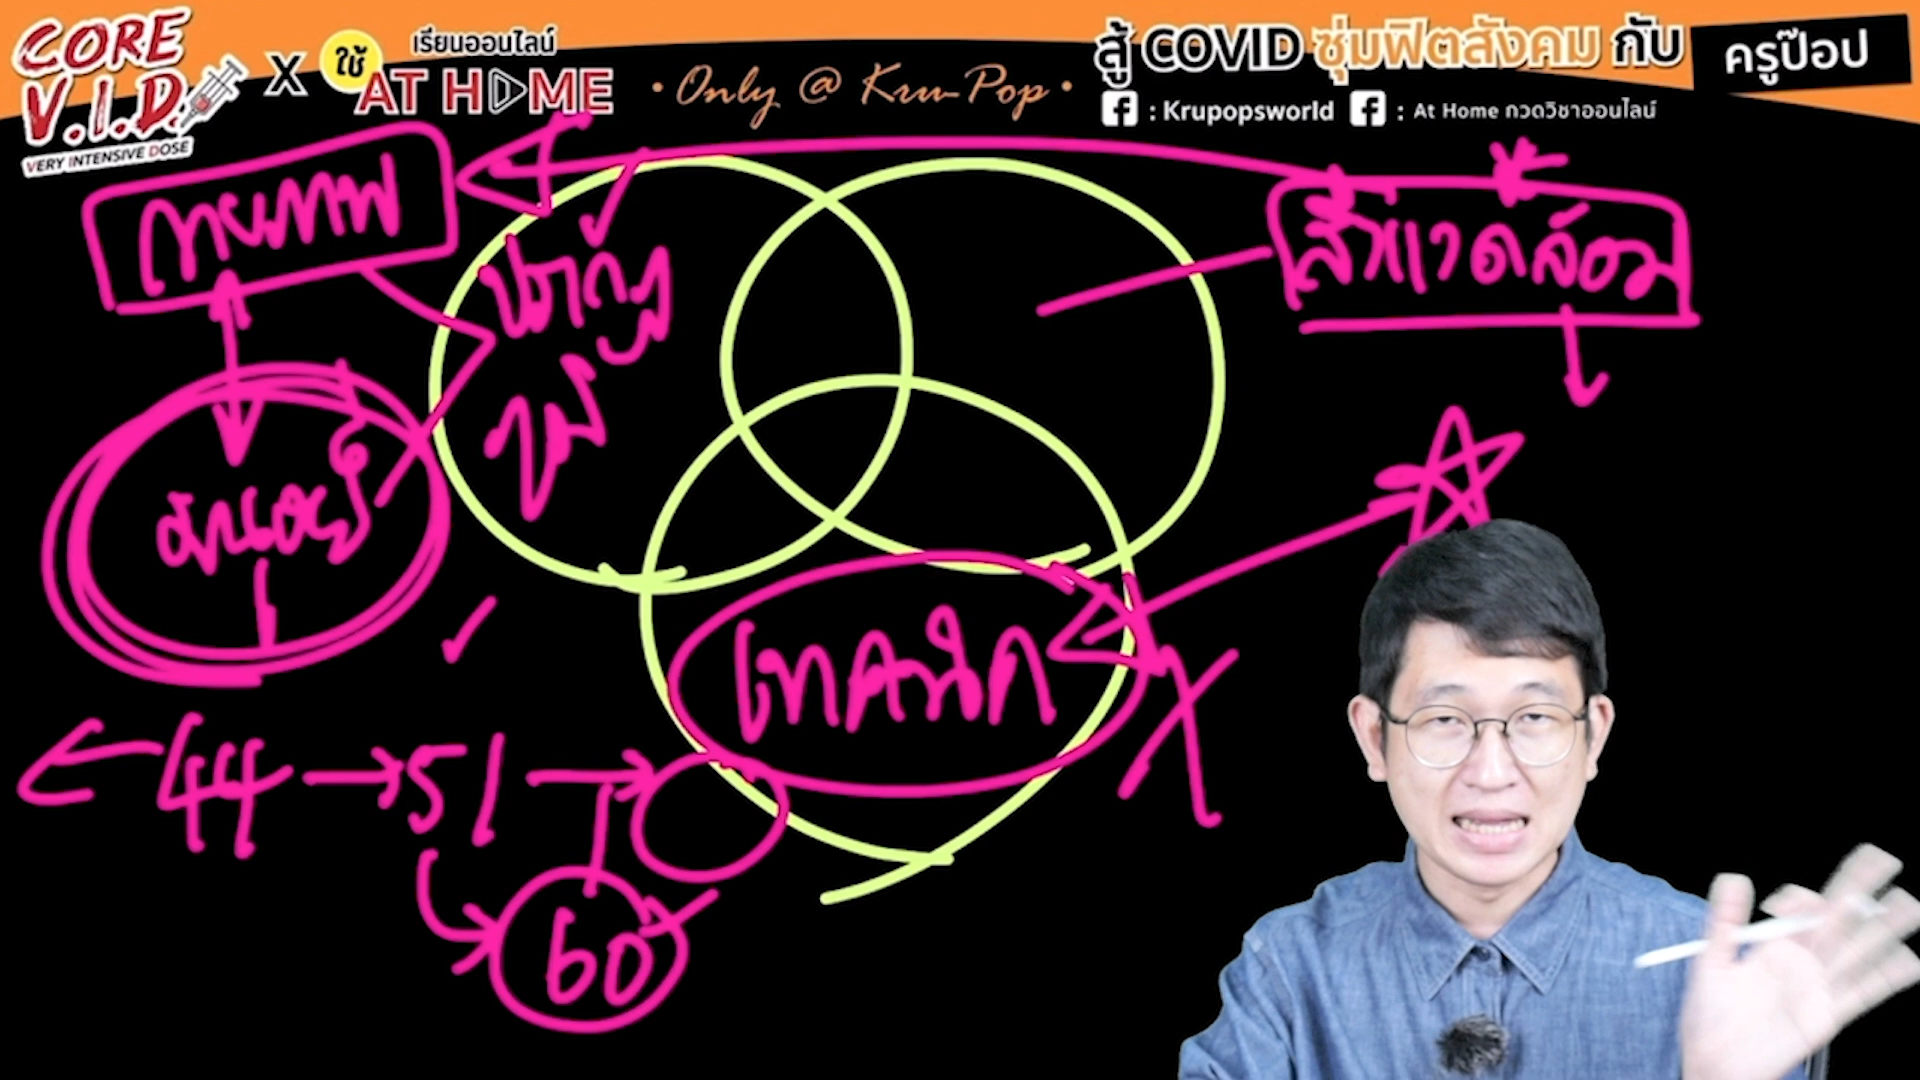 CORE
V.I.D.
VERY INTENSIVE DOSE
X
ใช้
เรียนออนไลน์
AT HOME
• Only @ Kru-Pop •
สู้ COVID ซุ่มฟิตสังคม กับ
ครูป๊อป
: Krupopsworld
: At Home กวดวิชาออนไลน์
กายภาพ
ปรากฏ
สิ่งแวดล้อม
มนุษย์
เทคนิค
44
51
60